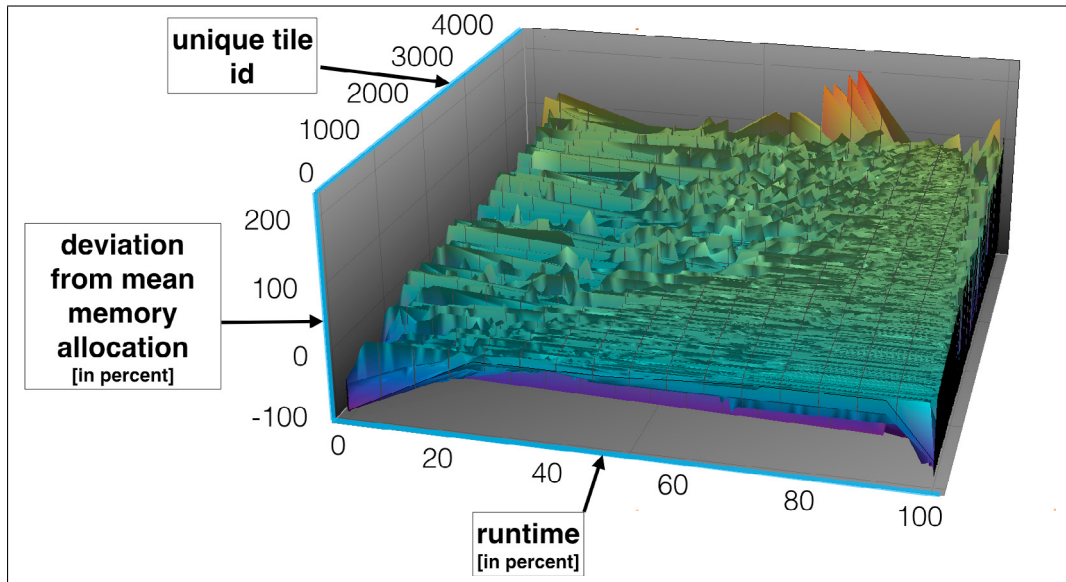 unique tile
id
4000
3000
2000
1000
0
200
100
0
-100
deviation
from mean
memory
allocation
[in percent]
0
20
40
60
80
100
runtime
[in percent]